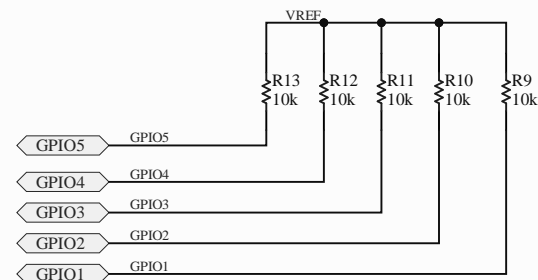 VREF
R13 R12 R11 R10 R9
10k 10k 10k 10k 10k
GPIO5 GPIO5
GPIO4 GPIO4
GPIO3 GPIO3
GPIO2 GPIO2
GPIO1 GPIO1